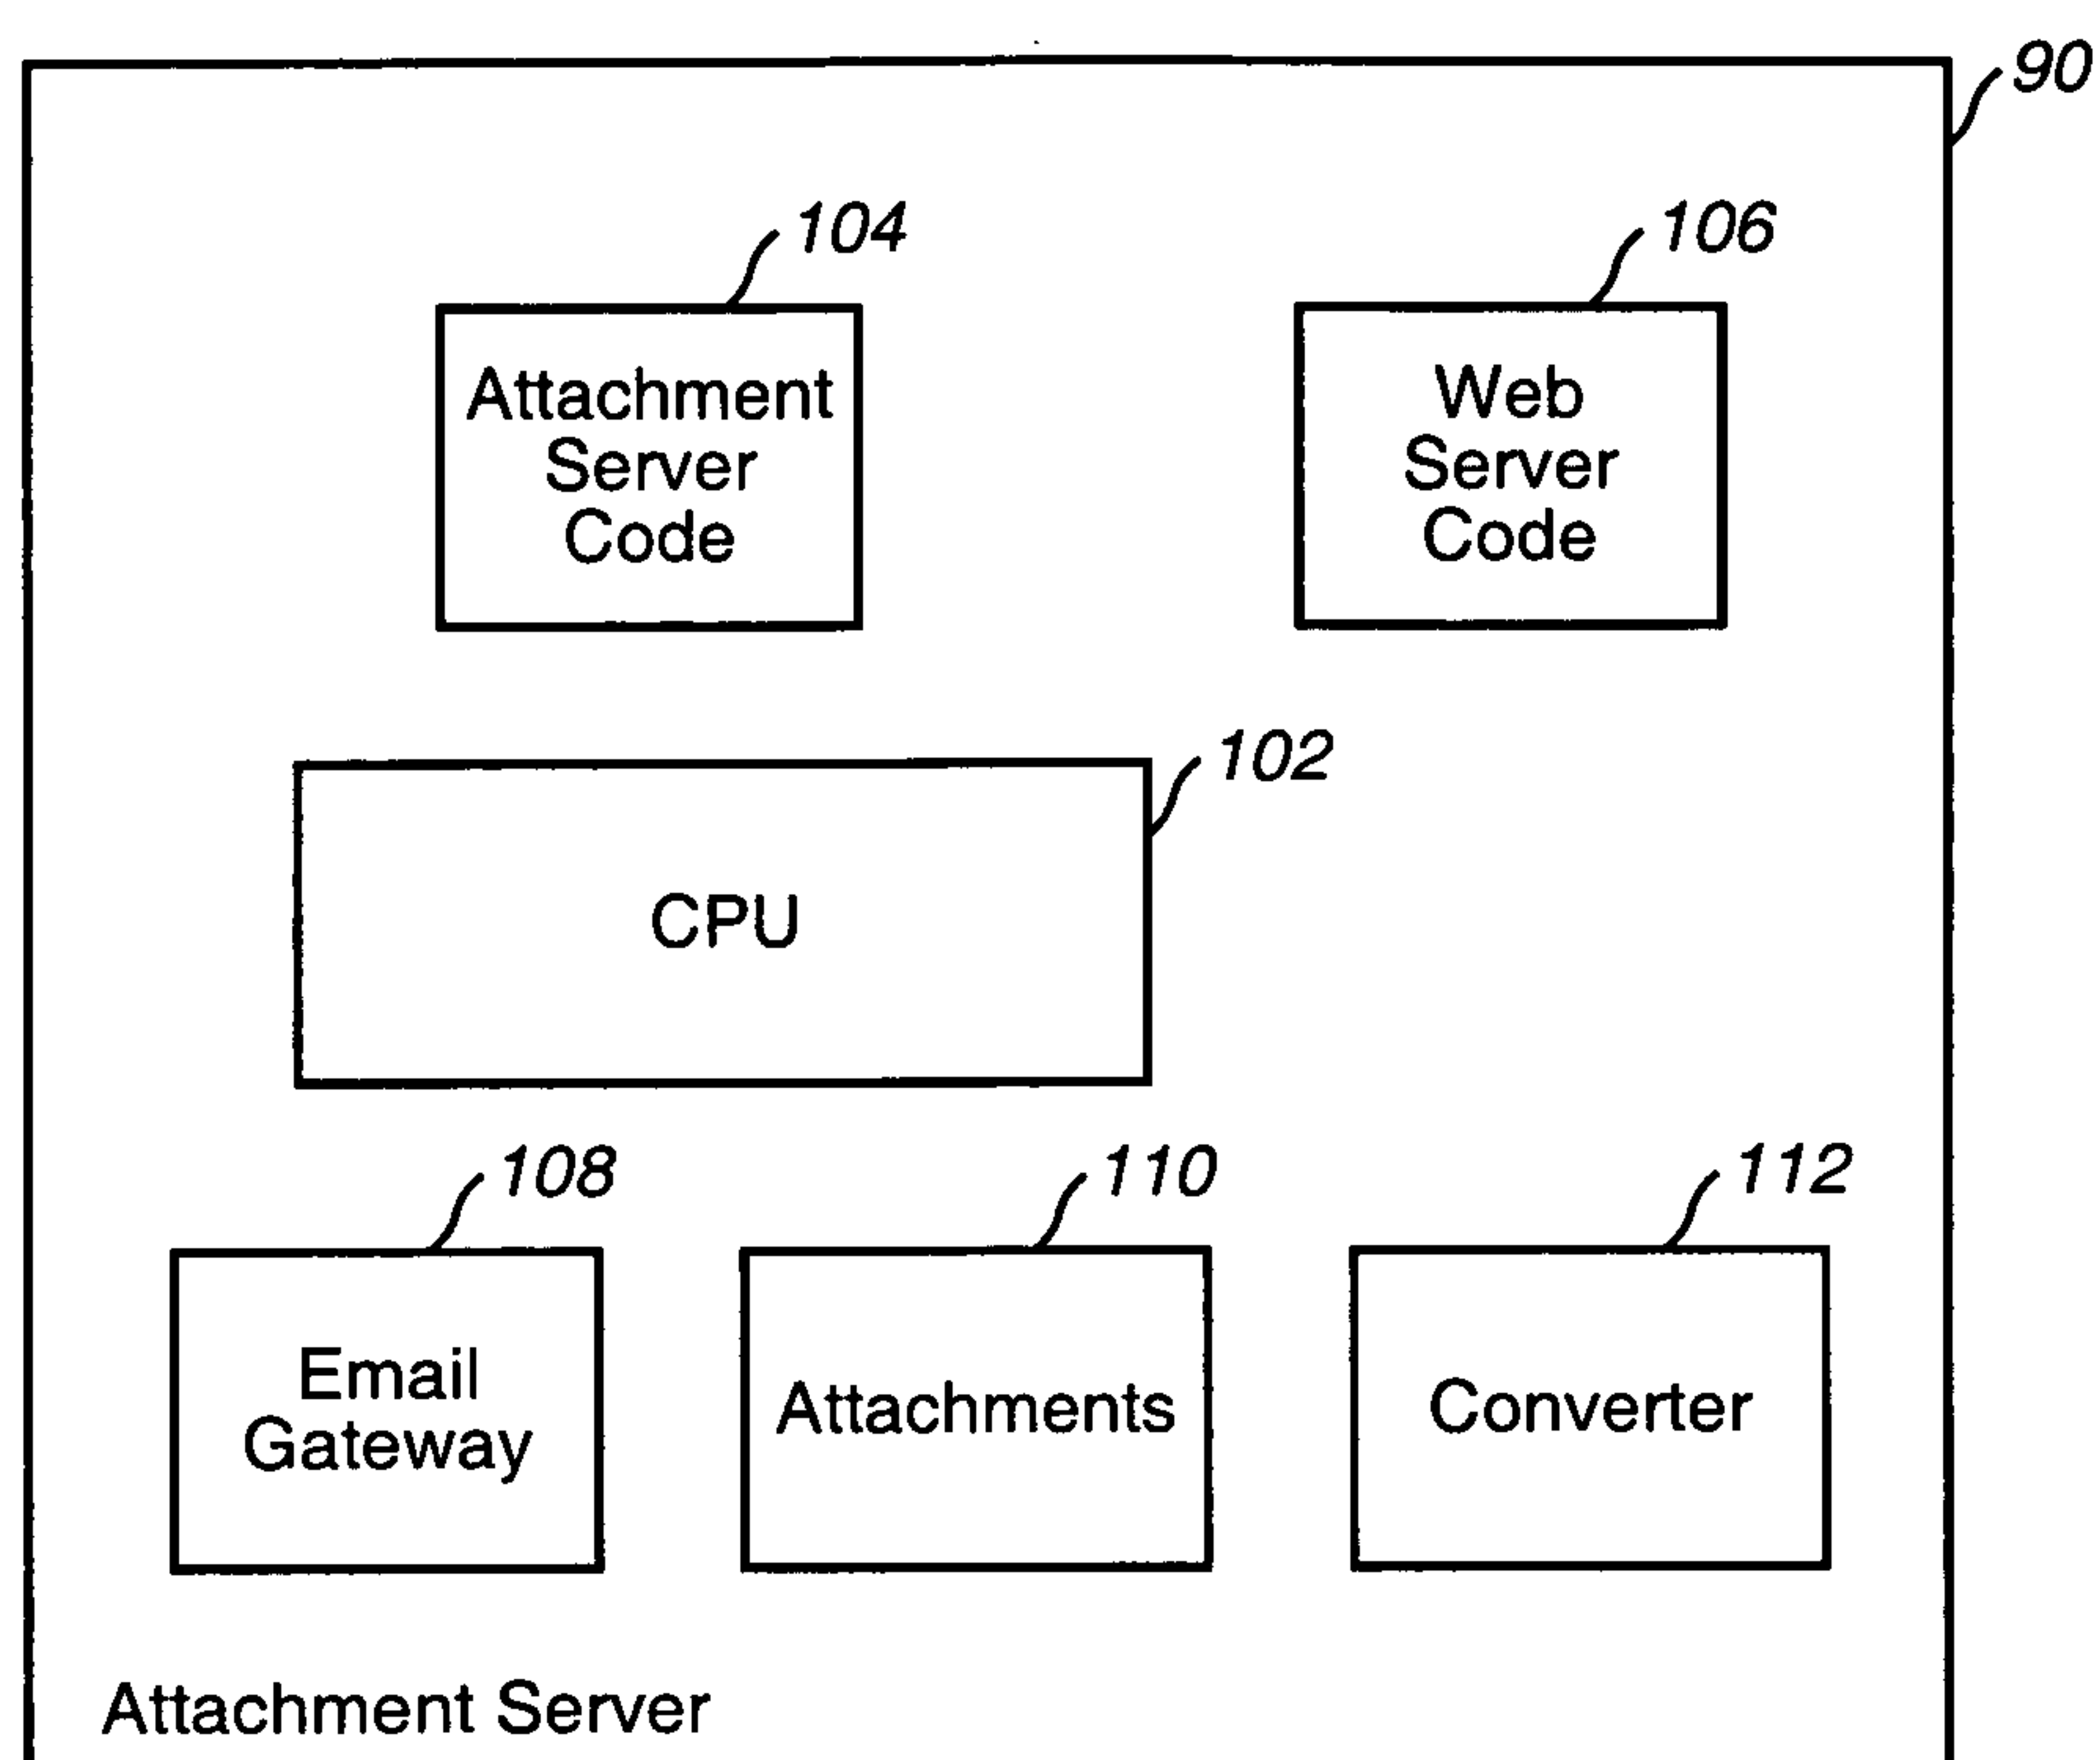 90
104
106
Attachment
Server
Code
Web
Server
Code
102
CPU
108
110
112
Email
Gateway
Attachments
Converter
Attachment Server